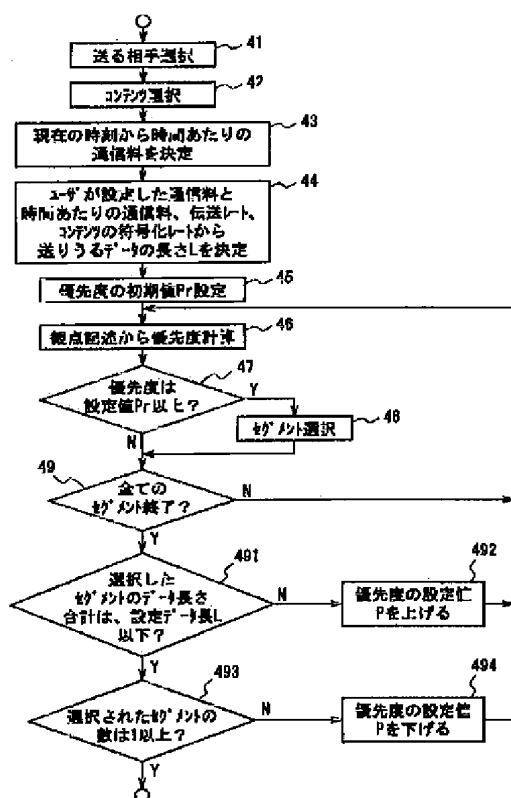 送る相手選択
41
コンテンツ選択
42
現在の時刻から時間あたりの
通信料を決定
43
ユーザが設定した通信料と
時間あたりの通信料、伝送レート、
コンテンツの符号化レートから
送りうるデータの長さLを決定
44
優先度の初期値Pr設定
45
観点記述から優先度計算
46
優先度は
設定値Pr以上?
47
Y
N
セグメント選択
48
49
全ての
セグメント終了?
N
Y
491
選択した
セグメントのデータ長さ
合計は、設定データ長L
以下?
N
Y
492
優先度の設定値
Pを上げる
493
選択されたセグメントの
数は1以上?
N
Y
494
優先度の設定値
Pを下げる